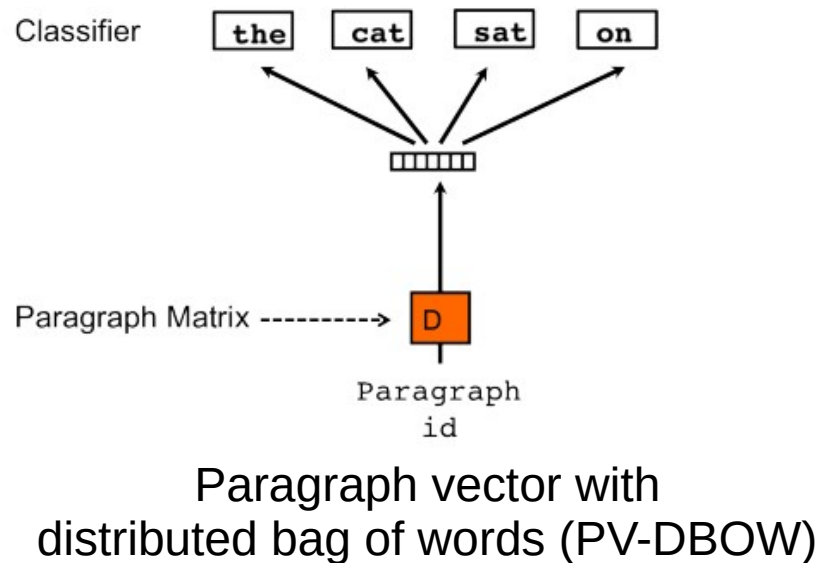 Classifier the cat sat on
Paragraph Matrix D
Paragraph
id
Paragraph vector with
distributed bag of words (PV-DBOW)